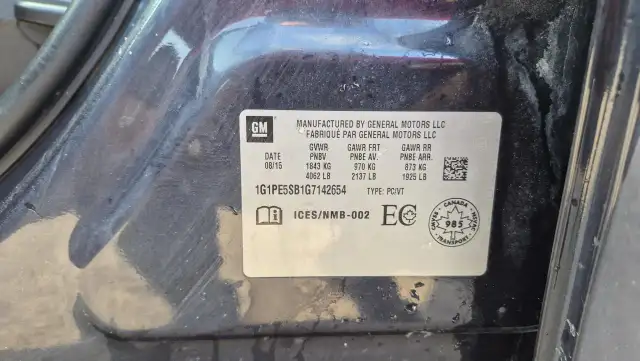 GM
MANUFACTURED BY GENERAL MOTORS LLC
FABRIQUÉ PAR GENERAL MOTORS LLC
GVWR GAWR FRT GAWR RR
DATE PNBV PNBE AV. PNBE ARR.
08/15 1843 KG 970 KG 873 KG
4062 LB 2137 LB 1925 LB
1G1PE5SB1G7142654 TYPE: PC/VT
ICES/NMB-002 EC
CANADA
985
TRANSPORT